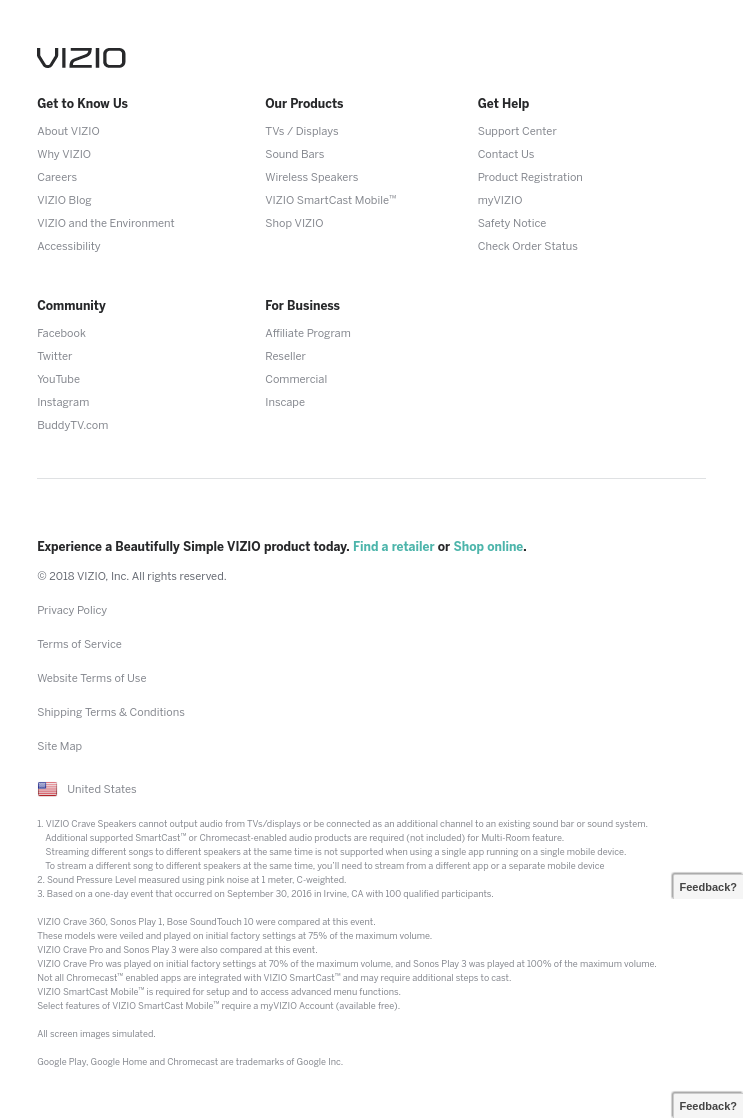 VIZIO
Get to Know Us
About VIZIO
Why VIZIO
Careers
VIZIO Blog
VIZIO and the Environment
Accessibility
Our Products
TVs / Displays
Sound Bars
Wireless Speakers
VIZIO SmartCast Mobile™
Shop VIZIO
Get Help
Support Center
Contact Us
Product Registration
myVIZIO
Safety Notice
Check Order Status
Community
Facebook
Twitter
YouTube
Instagram
BuddyTV.com
For Business
Affiliate Program
Reseller
Commercial
Inscape
Experience a Beautifully Simple VIZIO product today. Find a retailer or Shop online.
© 2018 VIZIO, Inc. All rights reserved.
Privacy Policy
Terms of Service
Website Terms of Use
Shipping Terms & Conditions
Site Map
United States
1. VIZIO Crave Speakers cannot output audio from TVs/displays or be connected as an additional channel to an existing sound bar or sound system.
Additional supported SmartCast™ or Chromecast-enabled audio products are required (not included) for Multi-Room feature.
Streaming different songs to different speakers at the same time is not supported when using a single app running on a single mobile device.
To stream a different song to different speakers at the same time, you'll need to stream from a different app or a separate mobile device
2. Sound Pressure Level measured using pink noise at 1 meter, C-weighted.
3. Based on a one-day event that occurred on September 30, 2016 in Irvine, CA with 100 qualified participants.
Feedback?
VIZIO Crave 360, Sonos Play 1, Bose SoundTouch 10 were compared at this event.
These models were veiled and played on initial factory settings at 75% of the maximum volume.
VIZIO Crave Pro and Sonos Play 3 were also compared at this event.
VIZIO Crave Pro was played on initial factory settings at 70% of the maximum volume, and Sonos Play 3 was played at 100% of the maximum volume.
Not all Chromecast™ enabled apps are integrated with VIZIO SmartCast™ and may require additional steps to cast.
VIZIO SmartCast Mobile™ is required for setup and to access advanced menu functions.
Select features of VIZIO SmartCast Mobile™ require a myVIZIO Account (available free).
All screen images simulated.
Google Play, Google Home and Chromecast are trademarks of Google Inc.
Feedback?